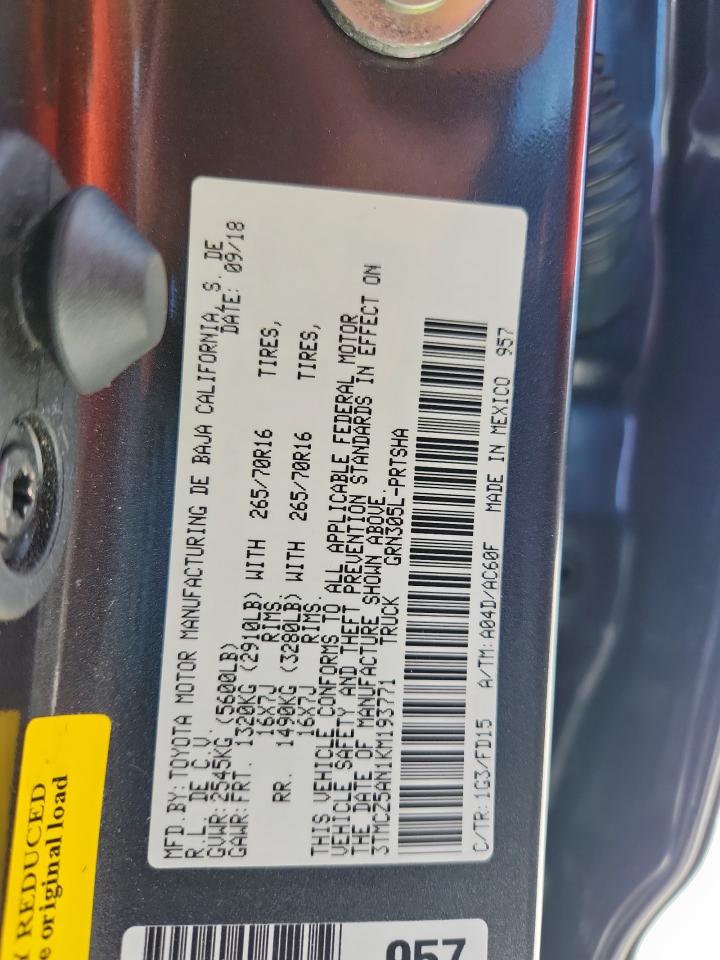 MFD.BY:TOYOTA MOTOR MANUFACTURING DE BAJA CALIFORNIA, S. DE
R.L. DE C.V. DATE: 09/18
GVWR:2545KG (5600LB)
GAWR:FRT. 1320KG (2910LB) WITH 265/70R16 TIRES,
16X7J RIMS.
RR. 1490KG (3280LB) WITH 265/70R16 TIRES,
16X7J RIMS.
THIS VEHICLE CONFORMS TO ALL APPLICABLE FEDERAL MOTOR
VEHICLE SAFETY AND THEFT PREVENTION STANDARDS IN EFFECT ON
THE DATE OF MANUFACTURE SHOWN ABOVE.
3TMCZ5AN1KM193771 TRUCK GRN305L-PRTSHA
C/TR:1G3/FD15 A/TM:A04D/AC60F MADE IN MEXICO 957
REDUCED
original load
957